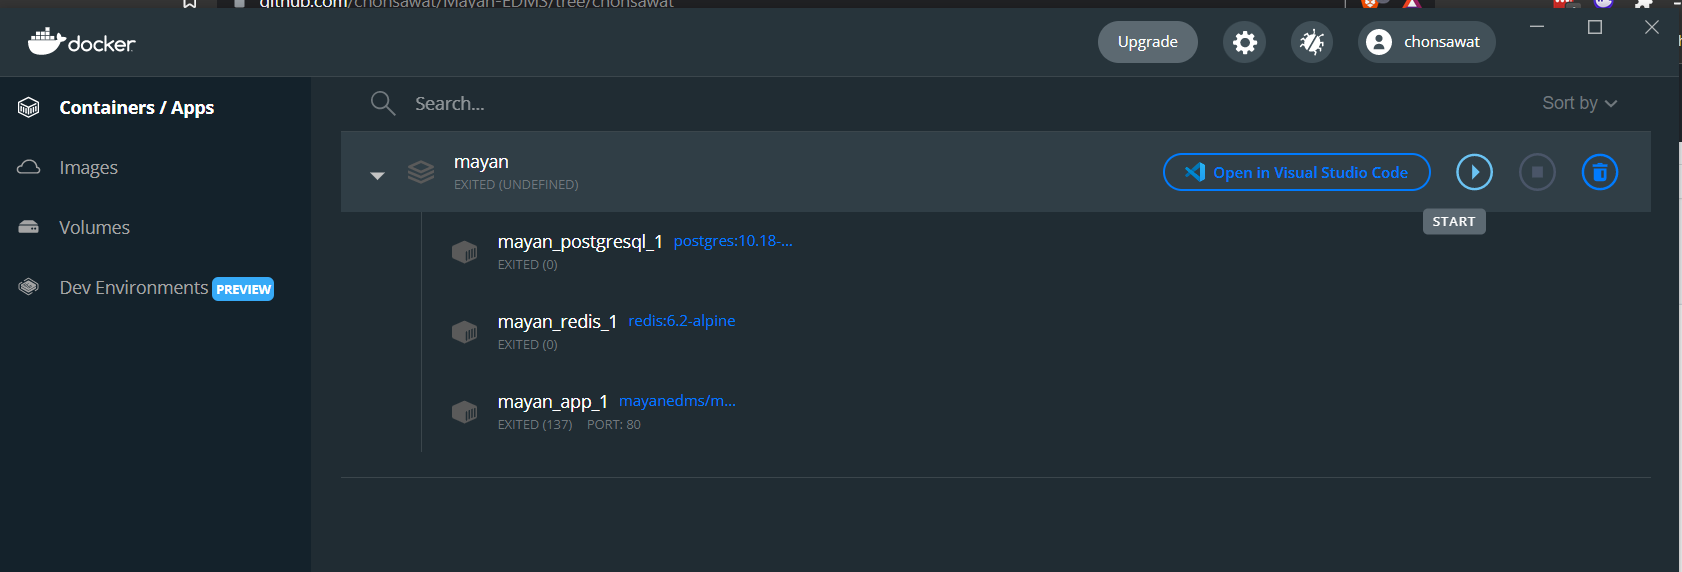 github.com/chonsawat/Mayan-EDMS/tree/chonsawat
docker
Upgrade
chonsawat
Containers / Apps
Images
Volumes
Dev Environments PREVIEW
Search...
Sort by
mayan
EXITED (UNDEFINED)
Open in Visual Studio Code
START
mayan_postgresql_1 postgres:10.18-...
EXITED (0)
mayan_redis_1 redis:6.2-alpine
EXITED (0)
mayan_app_1 mayanedms/m...
EXITED (137) PORT: 80